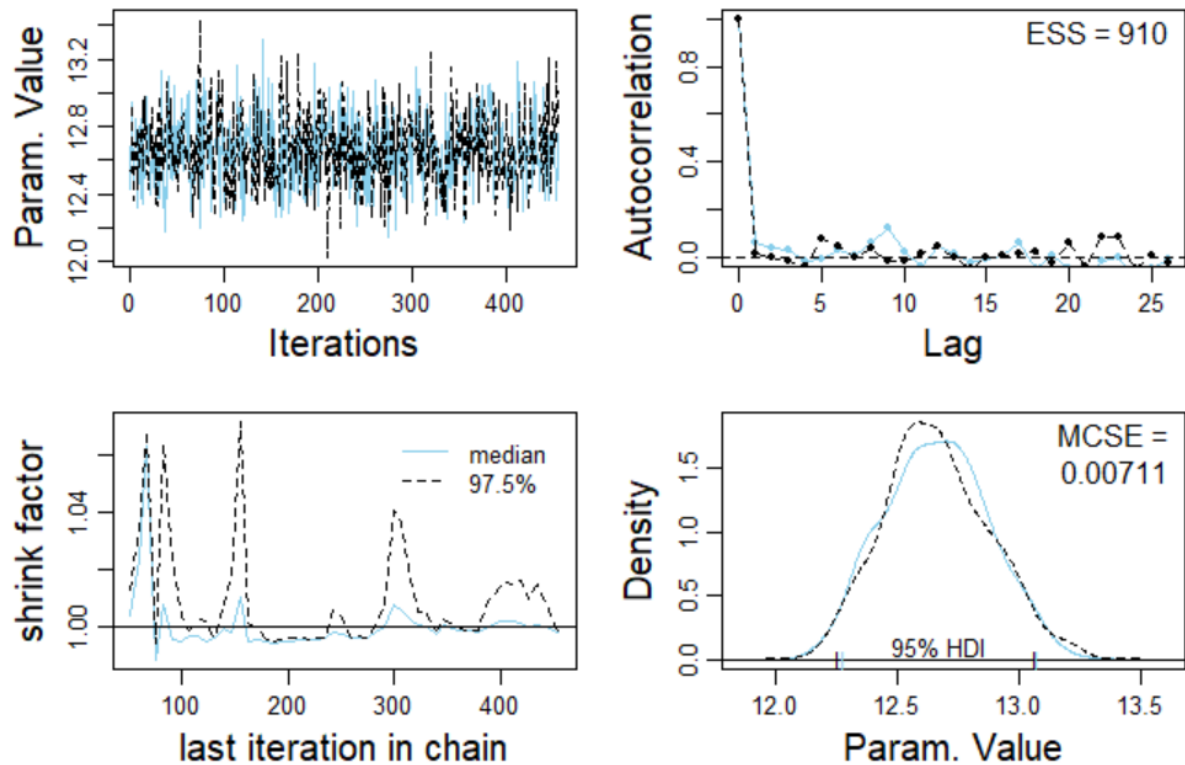 Param. Value
12.0
12.4
12.8
13.2
0
100
200
300
400
Iterations
Autocorrelation
0.0
0.4
0.8
ESS = 910
0
5
10
15
20
25
Lag
shrink factor
1.00
1.04
median
97.5%
100
200
300
400
last iteration in chain
Density
0.0
0.5
1.0
1.5
MCSE =
0.00711
95% HDI
12.0
12.5
13.0
13.5
Param. Value